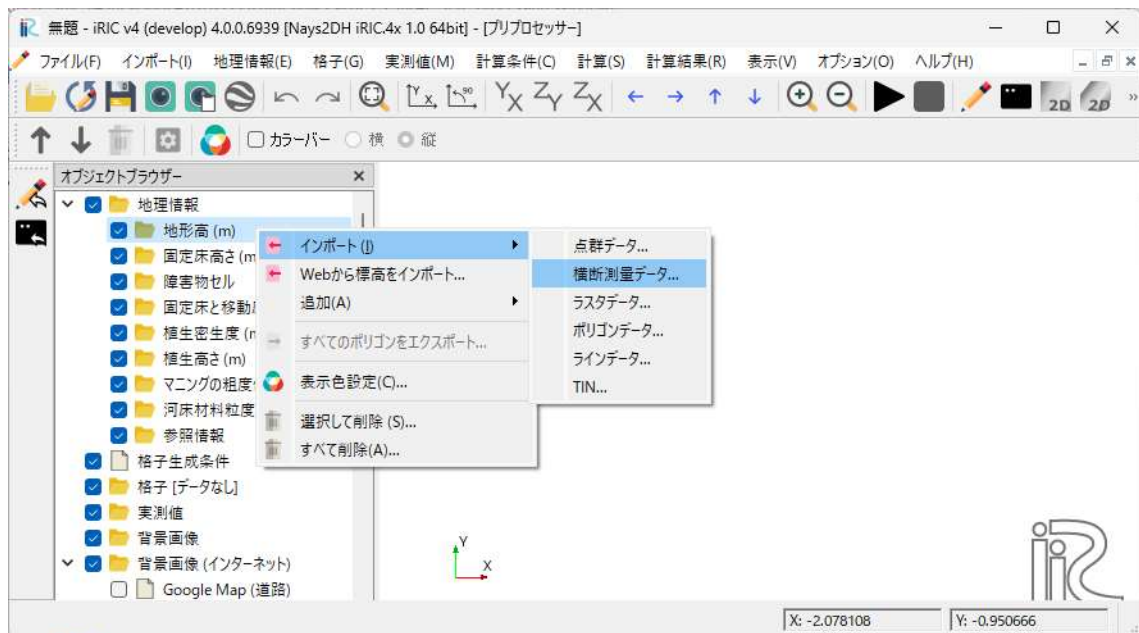 無題 - iRIC v4 (develop) 4.0.0.6939 [Nays2DH iRIC.4x 1.0 64bit] - [プリプロセッサー]
ファイル(F) インポート(I) 地理情報(E) 格子(G) 実測値(M) 計算条件(C) 計算(S) 計算結果(R) 表示(V) オプション(O) ヘルプ(H)
カラーバー 横 縦
オブジェクトブラウザー
地理情報
地形高 (m)
固定床高さ (m
障害物セル
固定床と移動
植生密生度 (
植生高さ (m)
マニングの粗度
河床材料粒度
参照情報
格子生成条件
格子 [データなし]
実測値
背景画像
背景画像 (インターネット)
Google Map (道路)
インポート (I)
Webから標高をインポート...
追加(A)
すべてのポリゴンをエクスポート...
表示色設定(C)...
選択して削除 (S)...
すべて削除(A)...
点群データ...
横断測量データ...
ラスタデータ...
ポリゴンデータ...
ラインデータ...
TIN...
Y
X
iRIC
X: -2.078108
Y: -0.950666